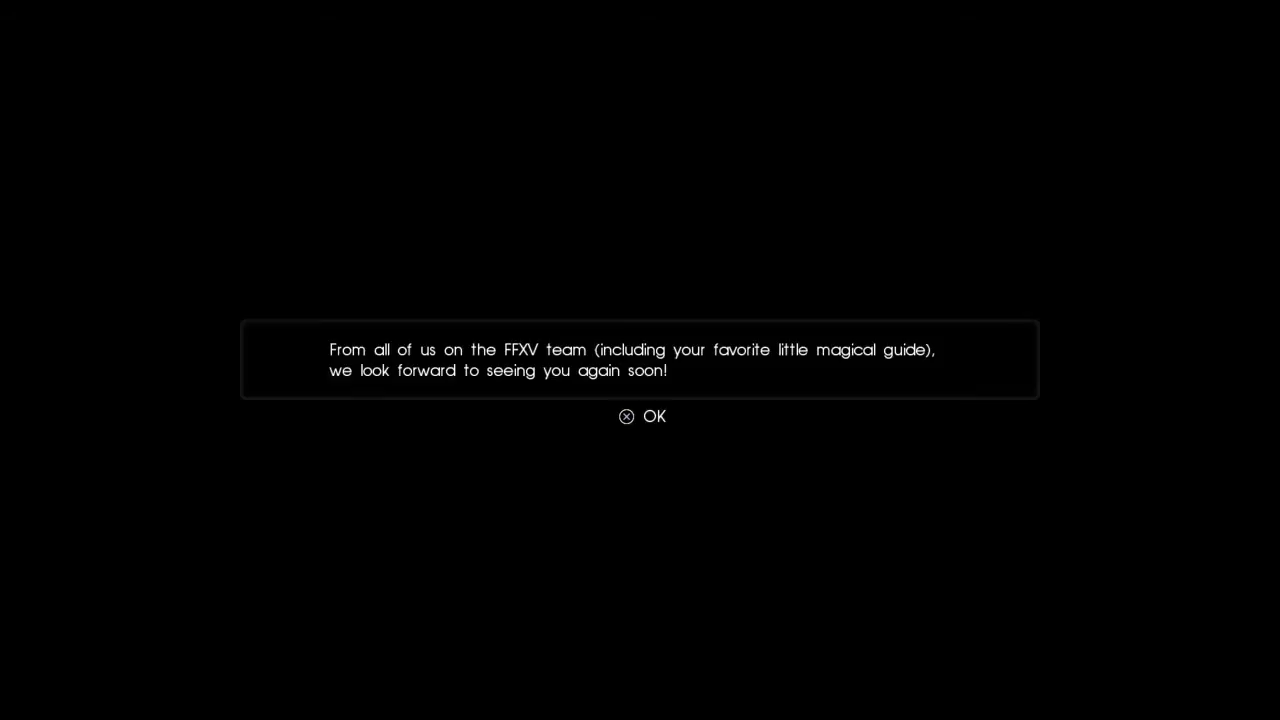 From all of us on the FFXV team (including your favorite little magical guide),
we look forward to seeing you again soon!
OK